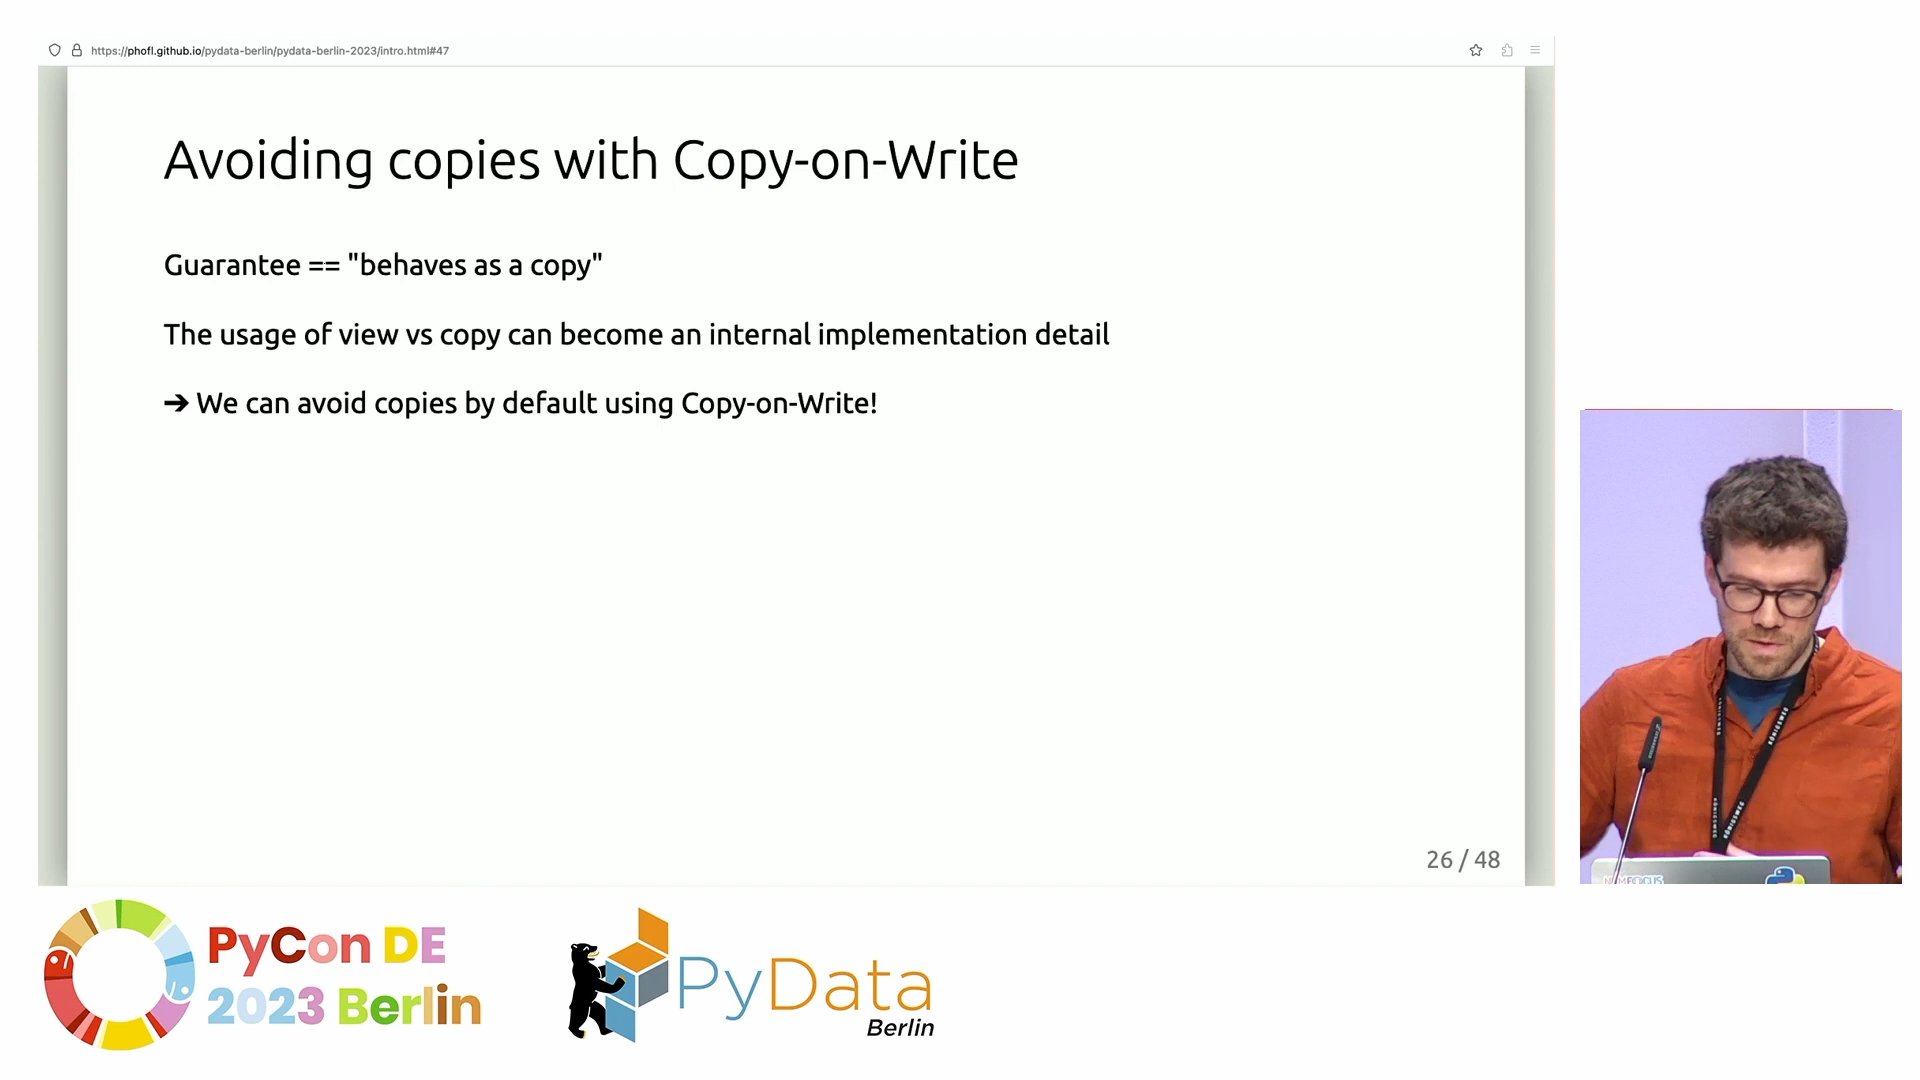 https://phofl.github.io/pydata-berlin/pydata-berlin-2023/intro.html#47
Avoiding copies with Copy-on-Write
Guarantee == "behaves as a copy"
The usage of view vs copy can become an internal implementation detail
➔ We can avoid copies by default using Copy-on-Write!
26 / 48
PyCon DE
2023 Berlin
PyData
Berlin